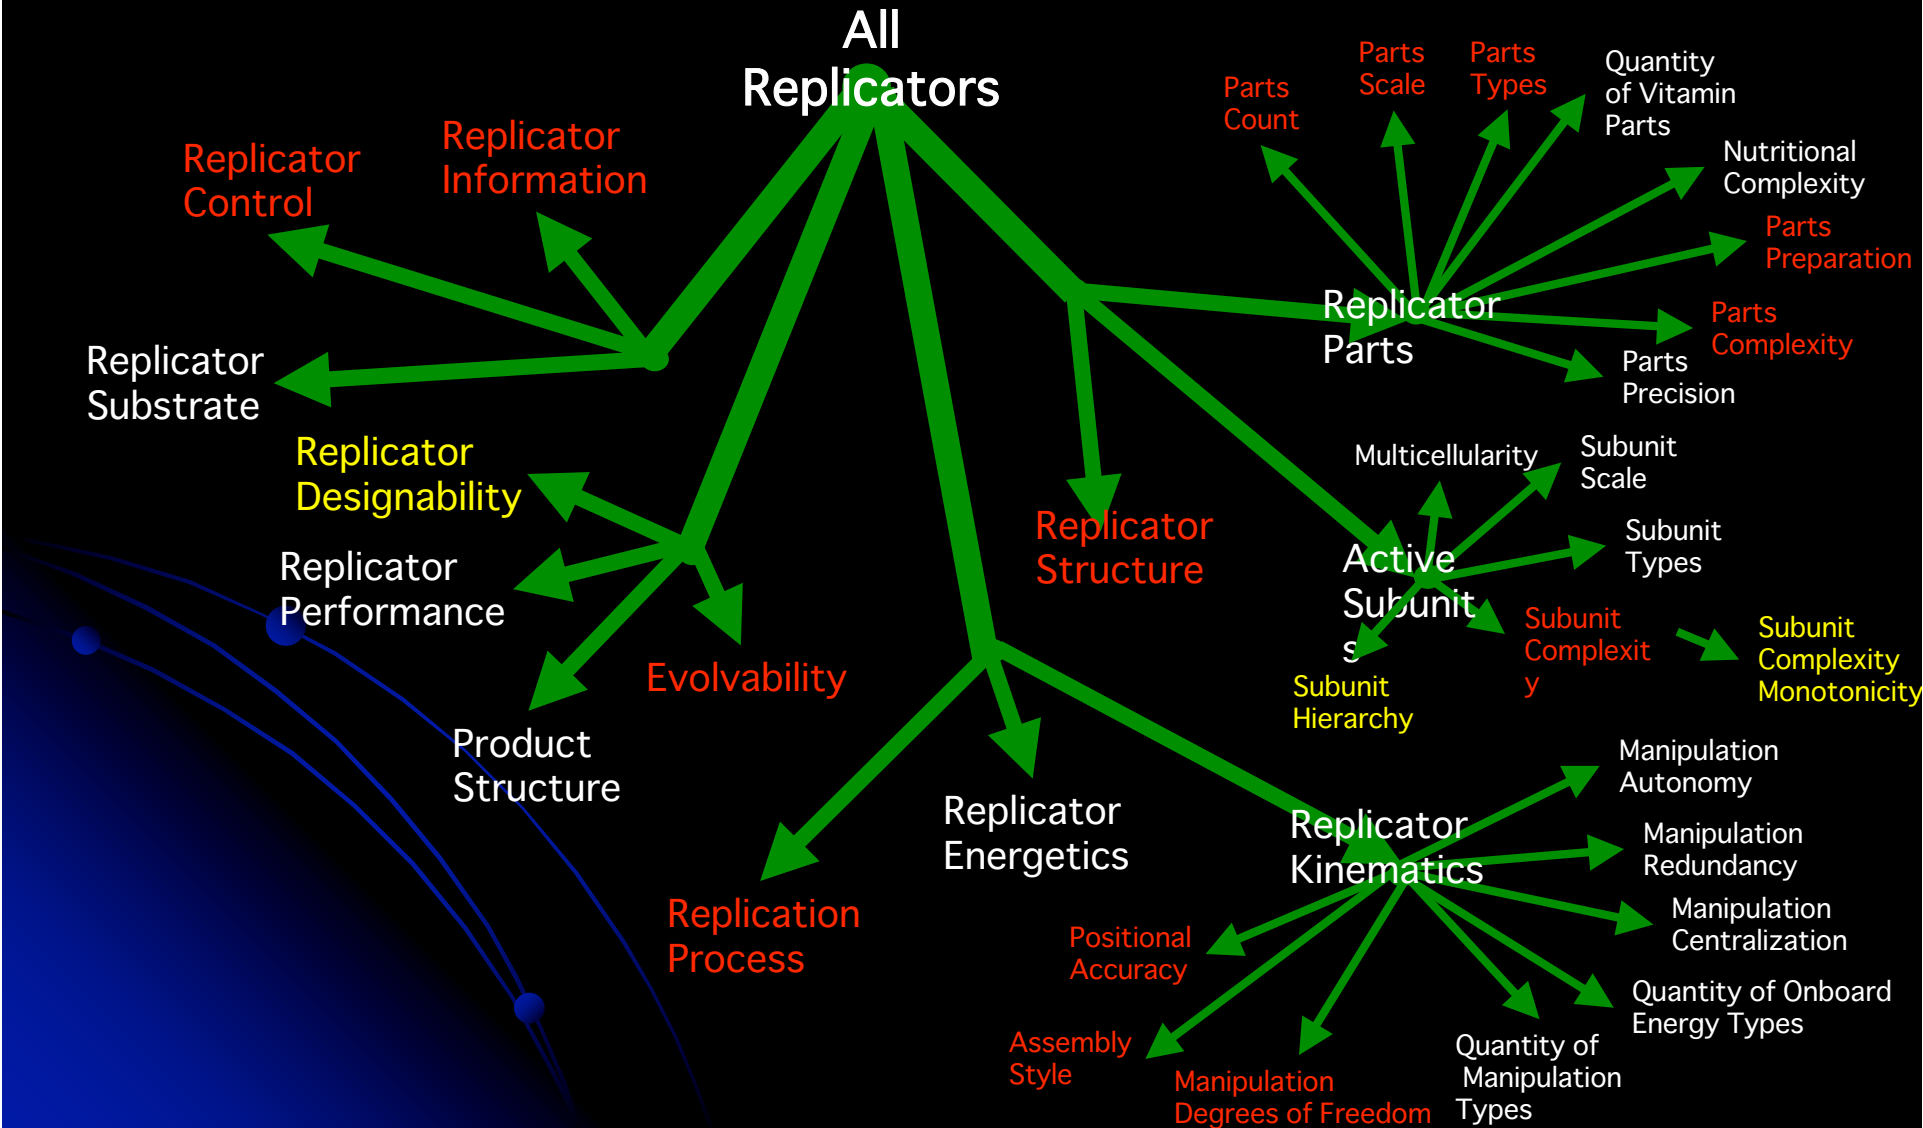 All
Replicators
Replicator
Control
Replicator
Information
Replicator
Substrate
Replicator
Designability
Replicator
Performance
Product
Structure
Evolvability
Replication
Process
Replicator
Energetics
Replicator
Structure
Replicator
Parts
Parts
Count
Parts
Scale
Parts
Types
Quantity
of Vitamin
Parts
Nutritional
Complexity
Parts
Preparation
Parts
Complexity
Parts
Precision
Active
Subunit
s
Multicellularity
Subunit
Scale
Subunit
Types
Subunit
Complexit
y
Subunit
Complexity
Monotonicity
Subunit
Hierarchy
Replicator
Kinematics
Manipulation
Autonomy
Manipulation
Redundancy
Manipulation
Centralization
Quantity of Onboard
Energy Types
Quantity of
Manipulation
Types
Manipulation
Degrees of Freedom
Assembly
Style
Positional
Accuracy